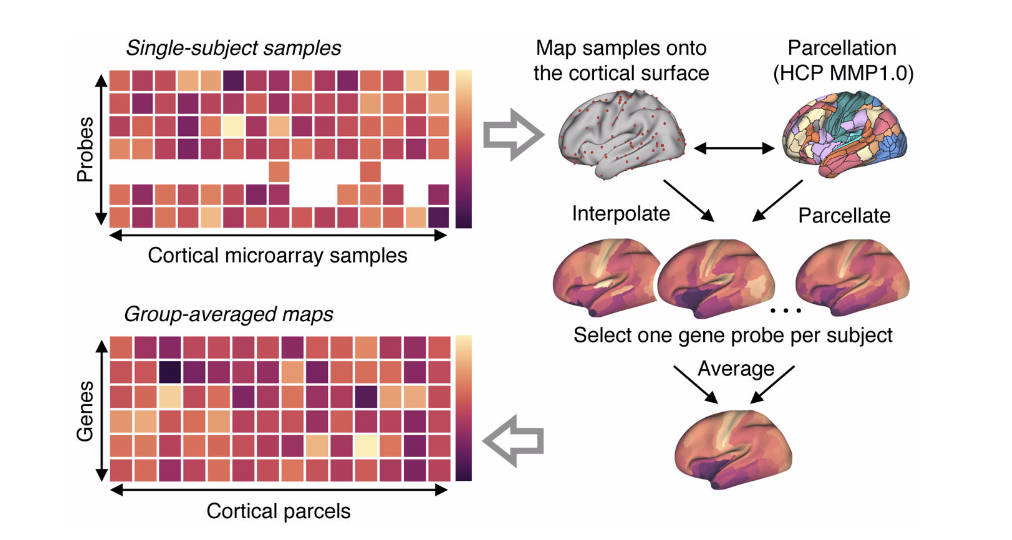 Single-subject samples
Probes
Cortical microarray samples
Map samples onto
the cortical surface
Parcellation
(HCP MMP1.0)
Interpolate
Parcellate
...
Select one gene probe per subject
Average
Group-averaged maps
Genes
Cortical parcels